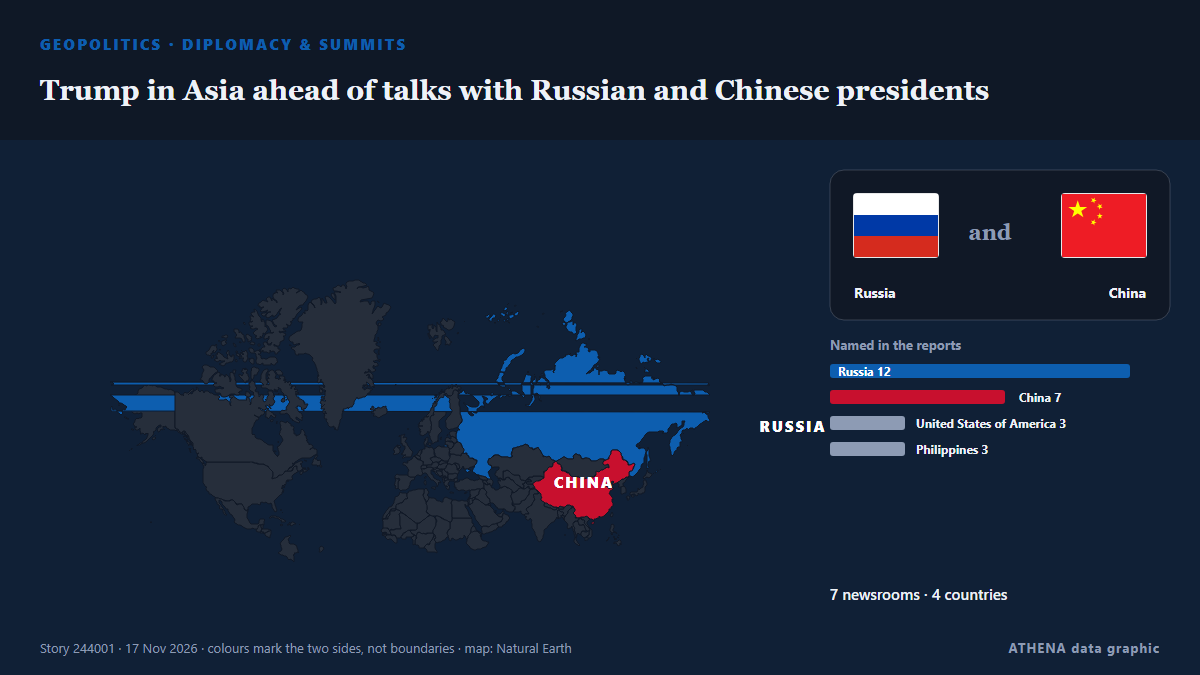 GEOPOLITICS · DIPLOMACY & SUMMITS
Trump in Asia ahead of talks with Russian and Chinese presidents
and
Russia
China
Named in the reports
Russia 12
China 7
United States of America 3
Philippines 3
RUSSIA
CHINA
7 newsrooms · 4 countries
Story 244001 · 17 Nov 2026 · colours mark the two sides, not boundaries · map: Natural Earth
ATHENA data graphic